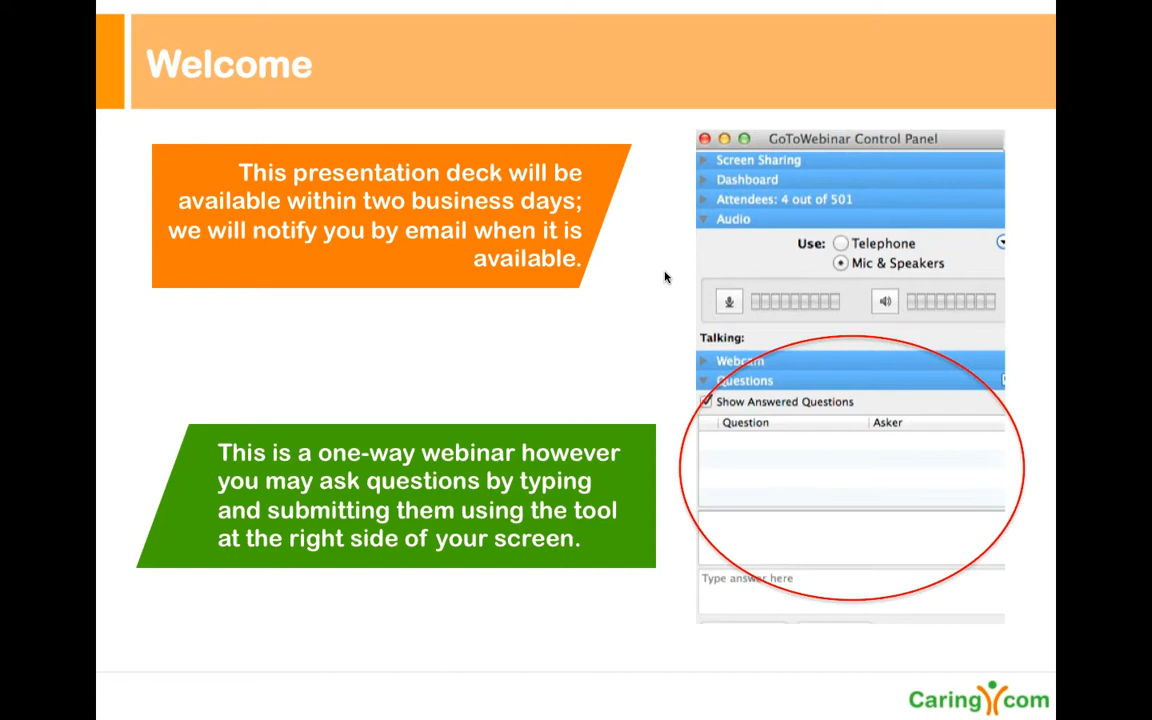 Welcome
This presentation deck will be
available within two business days;
we will notify you by email when it is
available.
This is a one-way webinar however
you may ask questions by typing
and submitting them using the tool
at the right side of your screen.
GoToWebinar Control Panel
Screen Sharing
Dashboard
Attendees: 4 out of 501
Audio
Use: Telephone
Mic & Speakers
Talking:
Webcam
Questions
Show Answered Questions
Question Asker
Type answer here
Caring.com